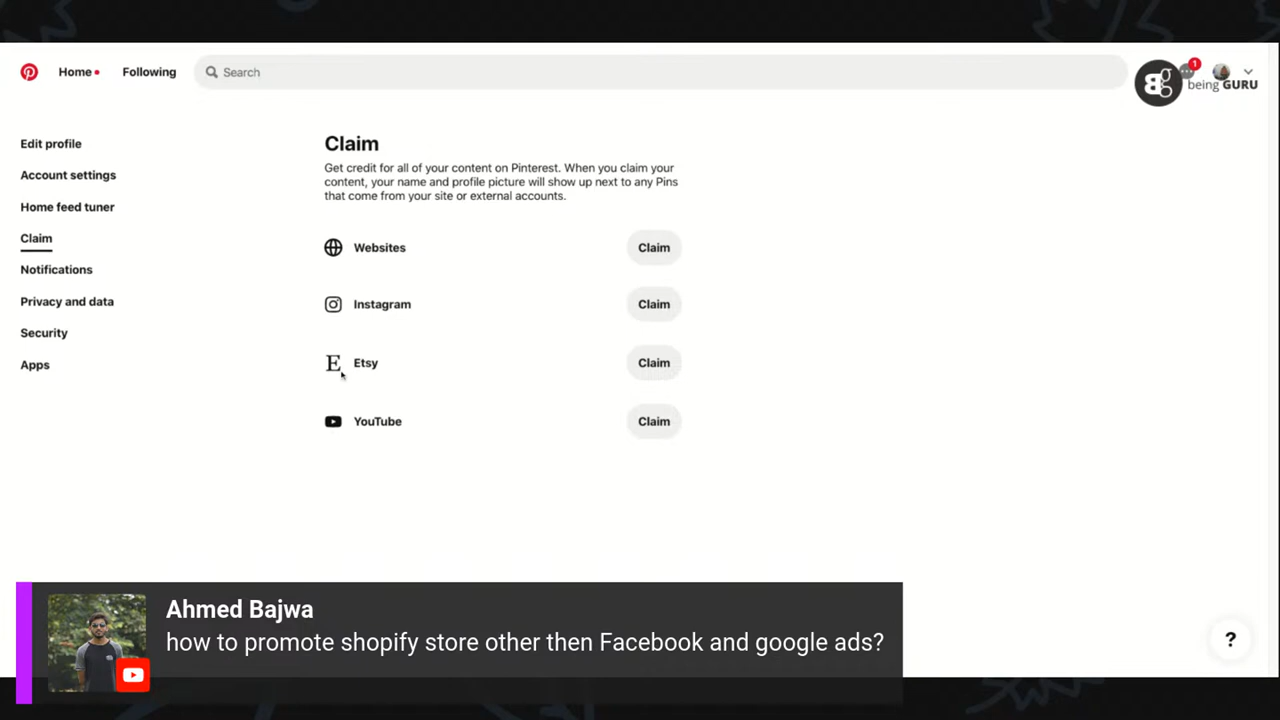 Home
Following
Search
1
being GURU
Edit profile
Account settings
Home feed tuner
Claim
Notifications
Privacy and data
Security
Apps
Claim
Get credit for all of your content on Pinterest. When you claim your
content, your name and profile picture will show up next to any Pins
that come from your site or external accounts.
Websites Claim
Instagram Claim
E Etsy Claim
YouTube Claim
Ahmed Bajwa
how to promote shopify store other then Facebook and google ads?
?